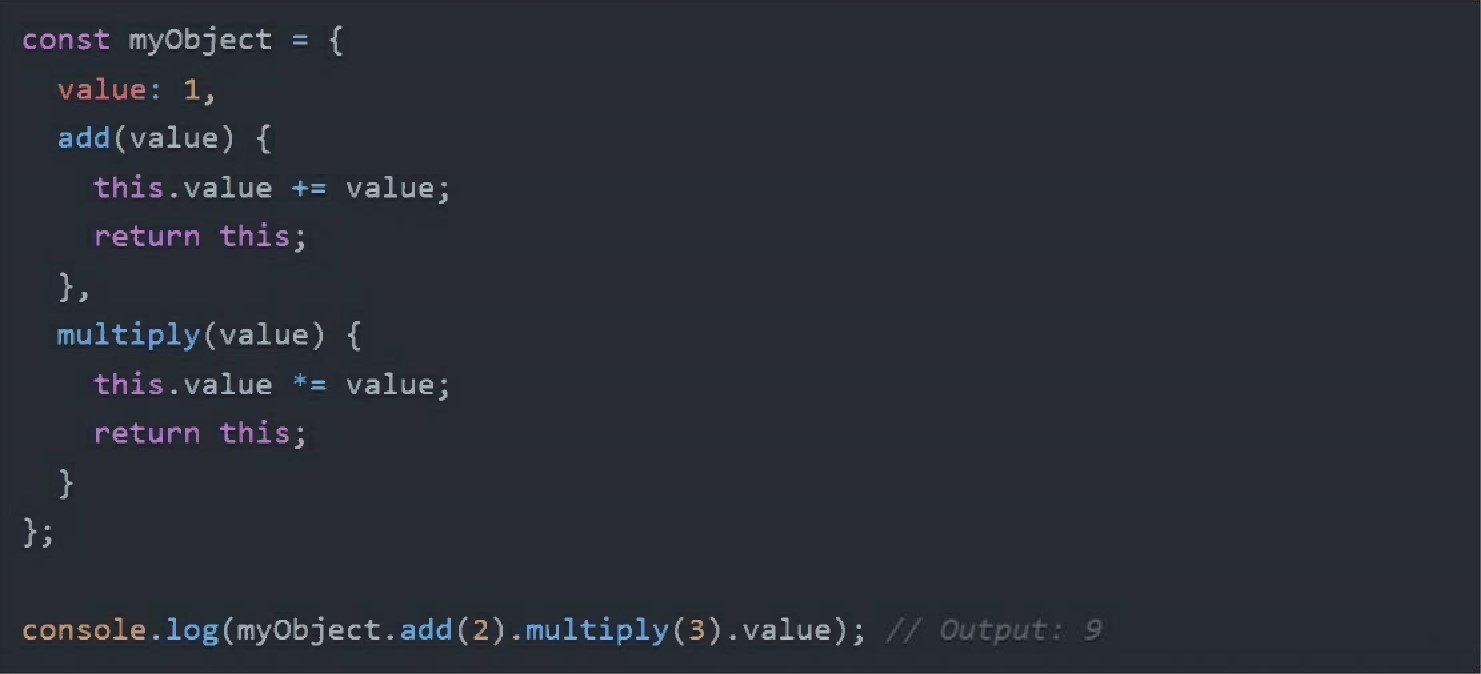 const myObject = {
  value: 1,
  add(value) {
    this.value += value;
    return this;
  },
  multiply(value) {
    this.value *= value;
    return this;
  }
};
console.log(myObject.add(2).multiply(3).value); // Output: 9